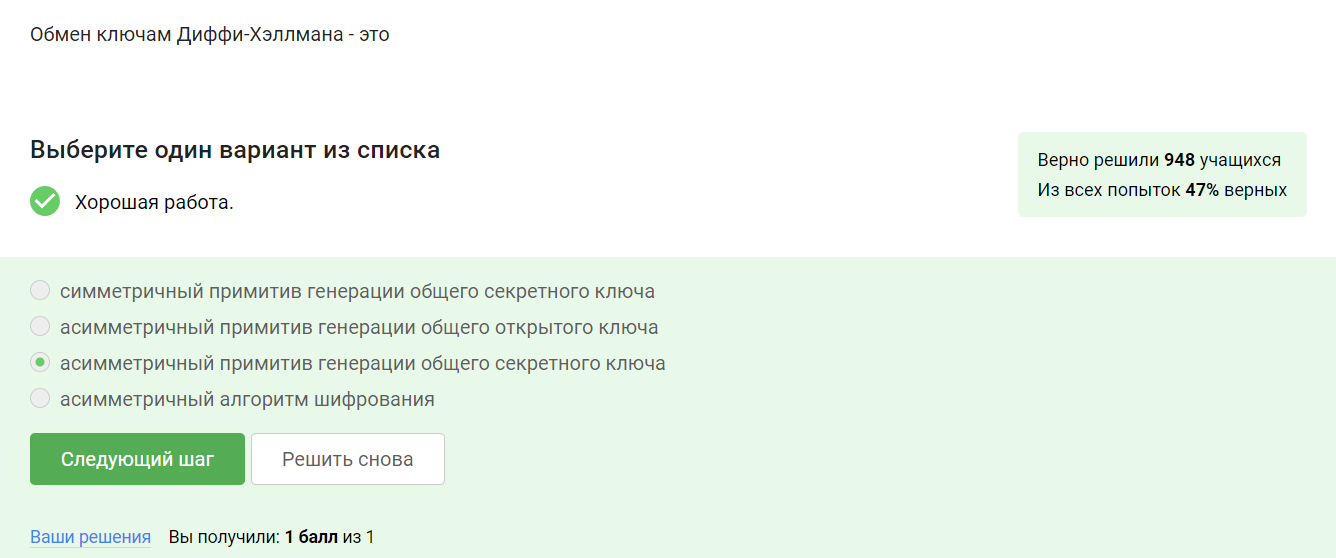 Обмен ключам Диффи-Хэллмана - это
Выберите один вариант из списка
Хорошая работа.
Верно решили 948 учащихся
Из всех попыток 47% верных
симметричный примитив генерации общего секретного ключа
асимметричный примитив генерации общего открытого ключа
асимметричный примитив генерации общего секретного ключа
асимметричный алгоритм шифрования
Следующий шаг
Решить снова
Ваши решения Вы получили: 1 балл из 1